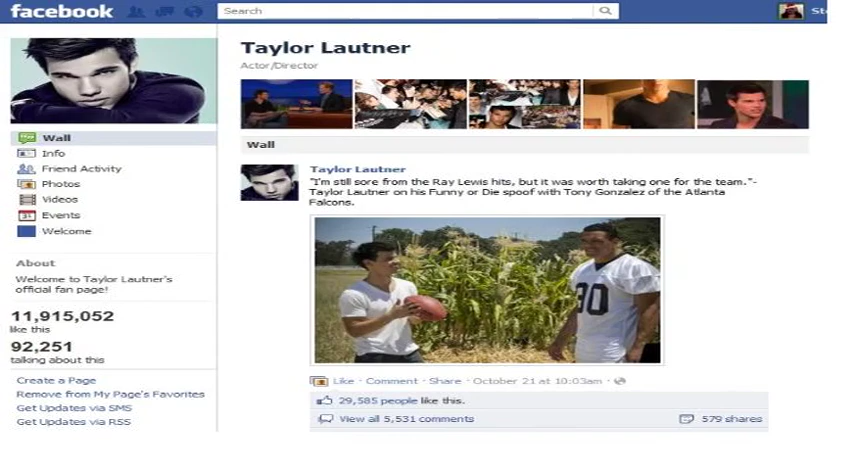 facebook
Search
St
Taylor Lautner
Actor/Director
Wall
Info
Friend Activity
Photos
Videos
Events
Welcome
About
Welcome to Taylor Lautner's
official fan page!
11,915,052
like this
92,251
talking about this
Create a Page
Remove from My Page's Favorites
Get Updates via SMS
Get Updates via RSS
Wall
Taylor Lautner
"I'm still sore from the Ray Lewis hits, but it was worth taking one for the team."-
Taylor Lautner on his Funny or Die spoof with Tony Gonzalez of the Atlanta
Falcons.
90
Like · Comment · Share · October 21 at 10:03am ·
29,585 people like this.
View all 5,531 comments
579 shares